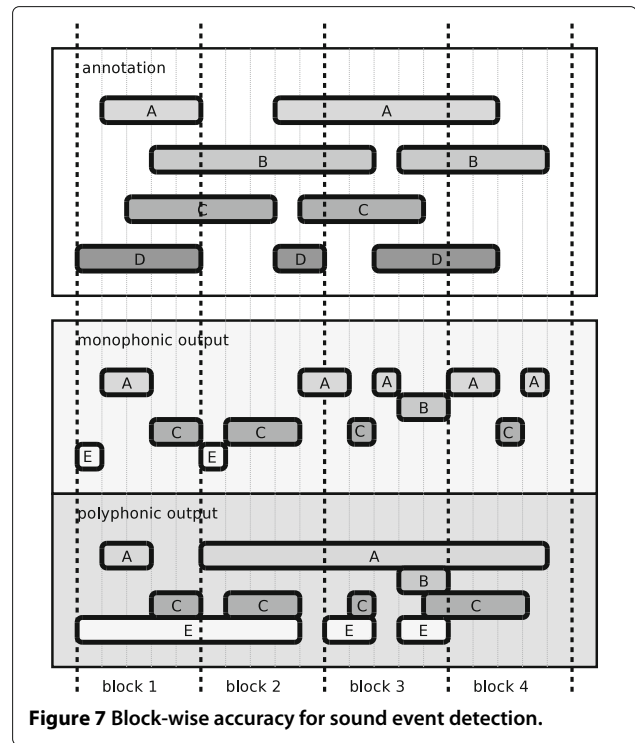 annotation
A A
B B
C C
D D D
monophonic output
A A A A A
B
C C C C
E E
polyphonic output
A A
B
C C C C
E E E
block 1 block 2 block 3 block 4
Figure 7 Block-wise accuracy for sound event detection.